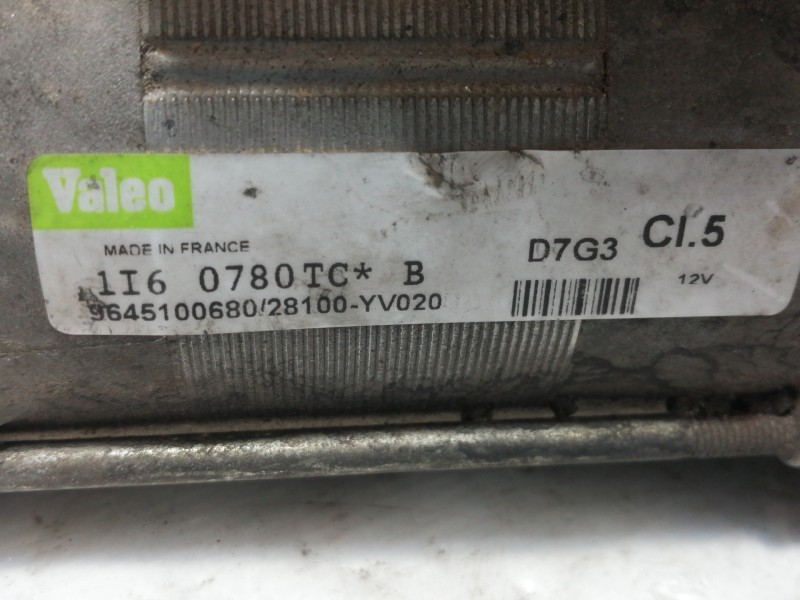 Valeo
MADE IN FRANCE
1I6 0780TC* B
9645100680/28100-YV020
D7G3
Cl.5
12V